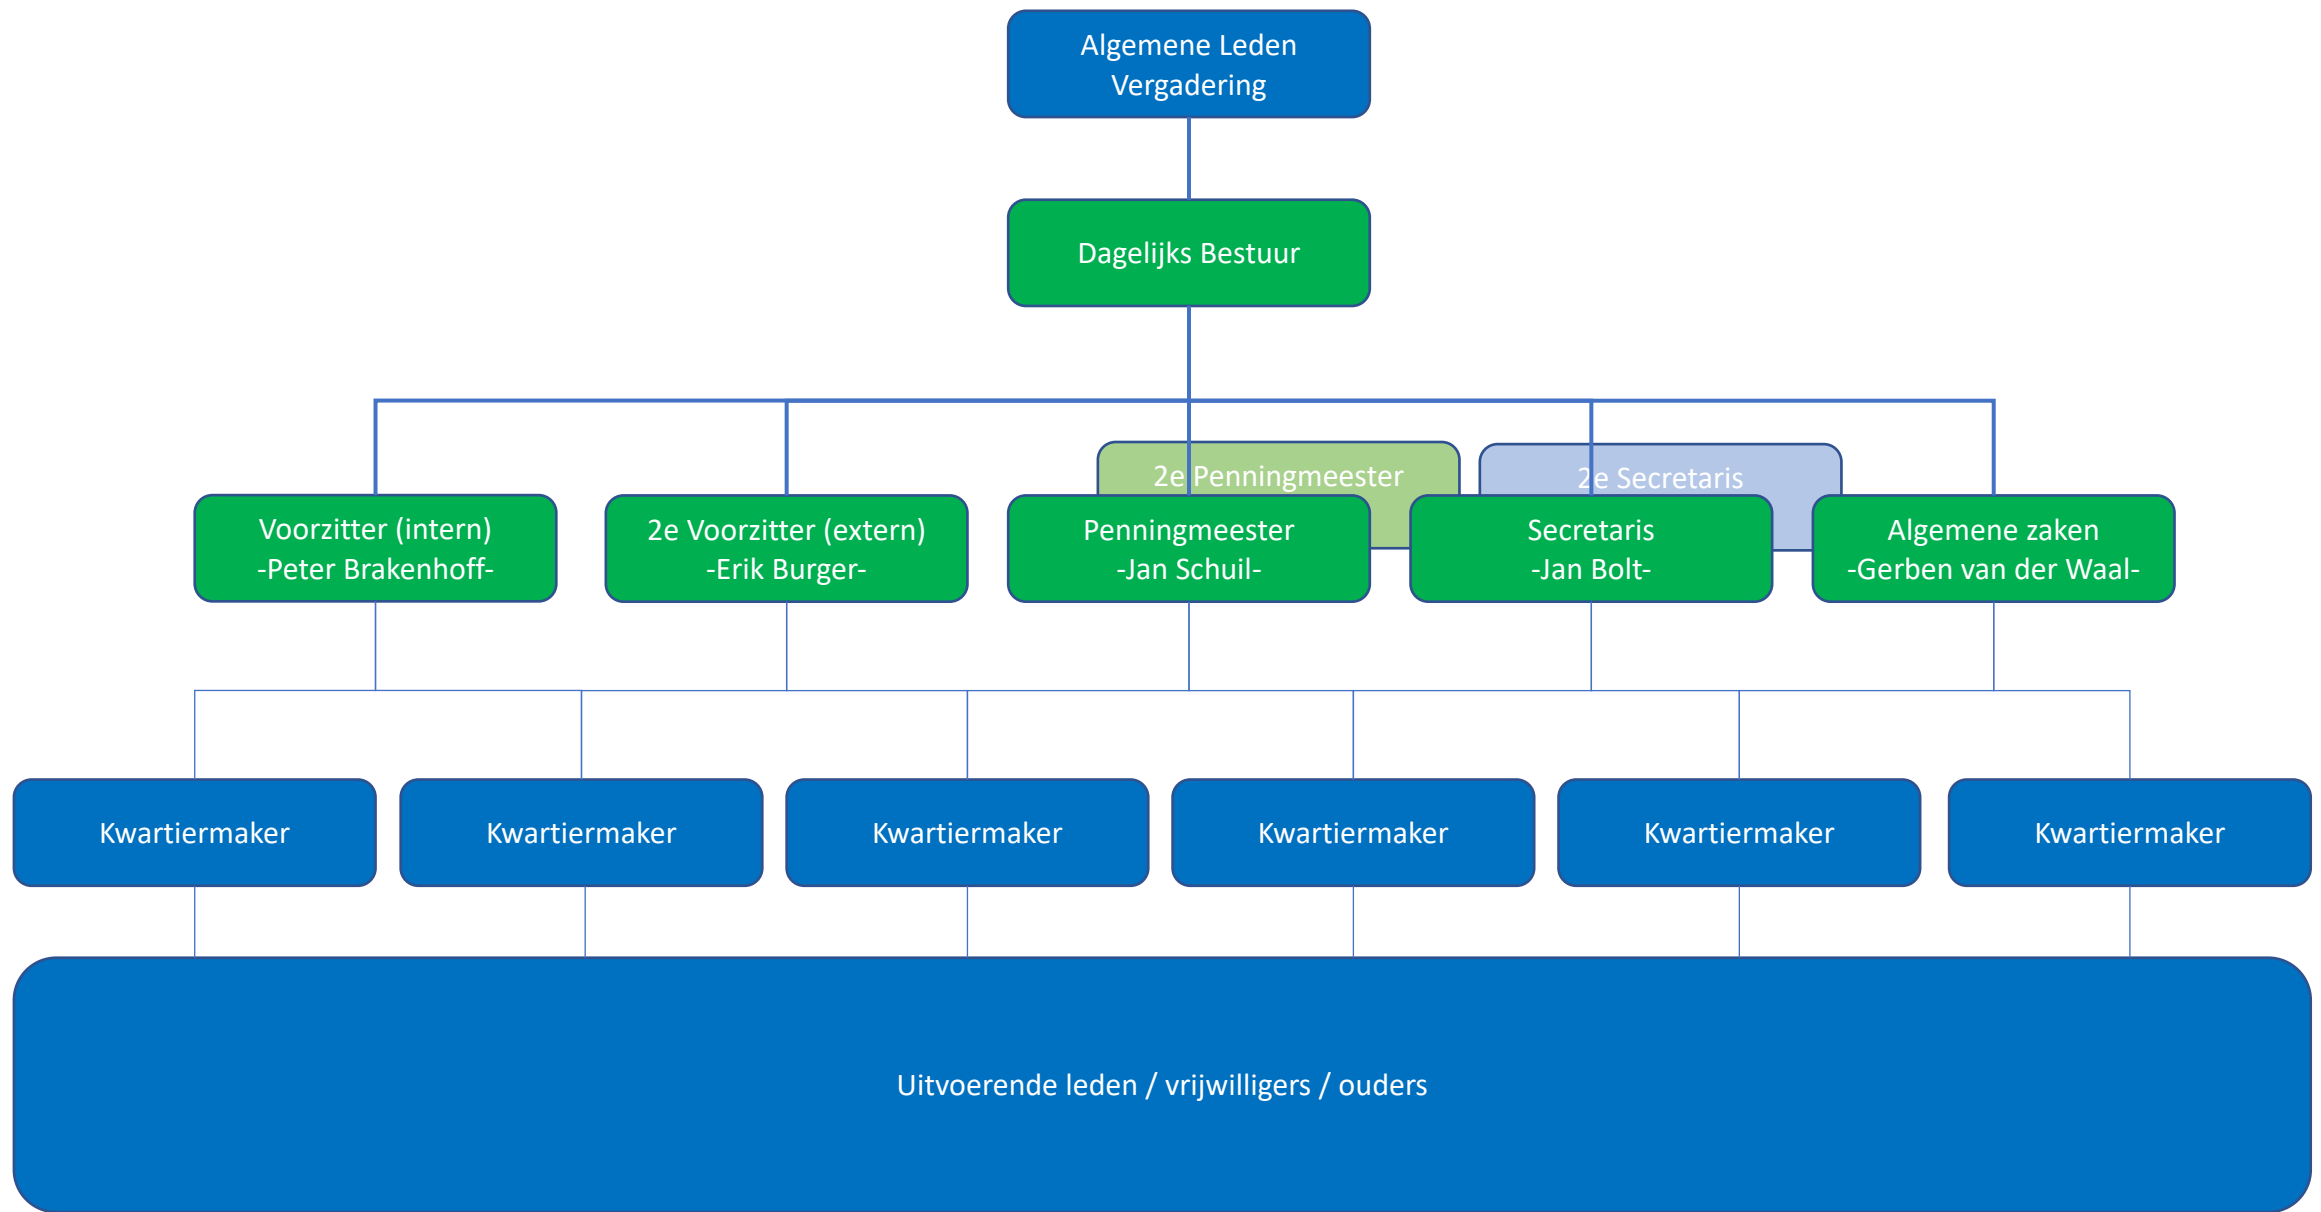 Algemene Leden
Vergadering
Dagelijks Bestuur
2e Penningmeester
2e Secretaris
Voorzitter (intern)
-Peter Brakenhoff-
2e Voorzitter (extern)
-Erik Burger-
Penningmeester
-Jan Schuil-
Secretaris
-Jan Bolt-
Algemene zaken
-Gerben van der Waal-
Kwartiermaker
Kwartiermaker
Kwartiermaker
Kwartiermaker
Kwartiermaker
Kwartiermaker
Uitvoerende leden / vrijwilligers / ouders